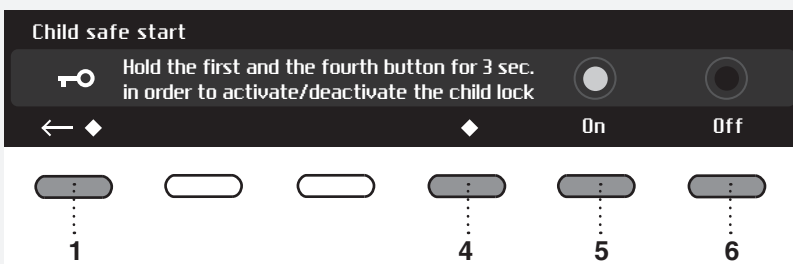 Child safe start
Hold the first and the fourth button for 3 sec.
in order to activate/deactivate the child lock
On Off
1 4 5 6